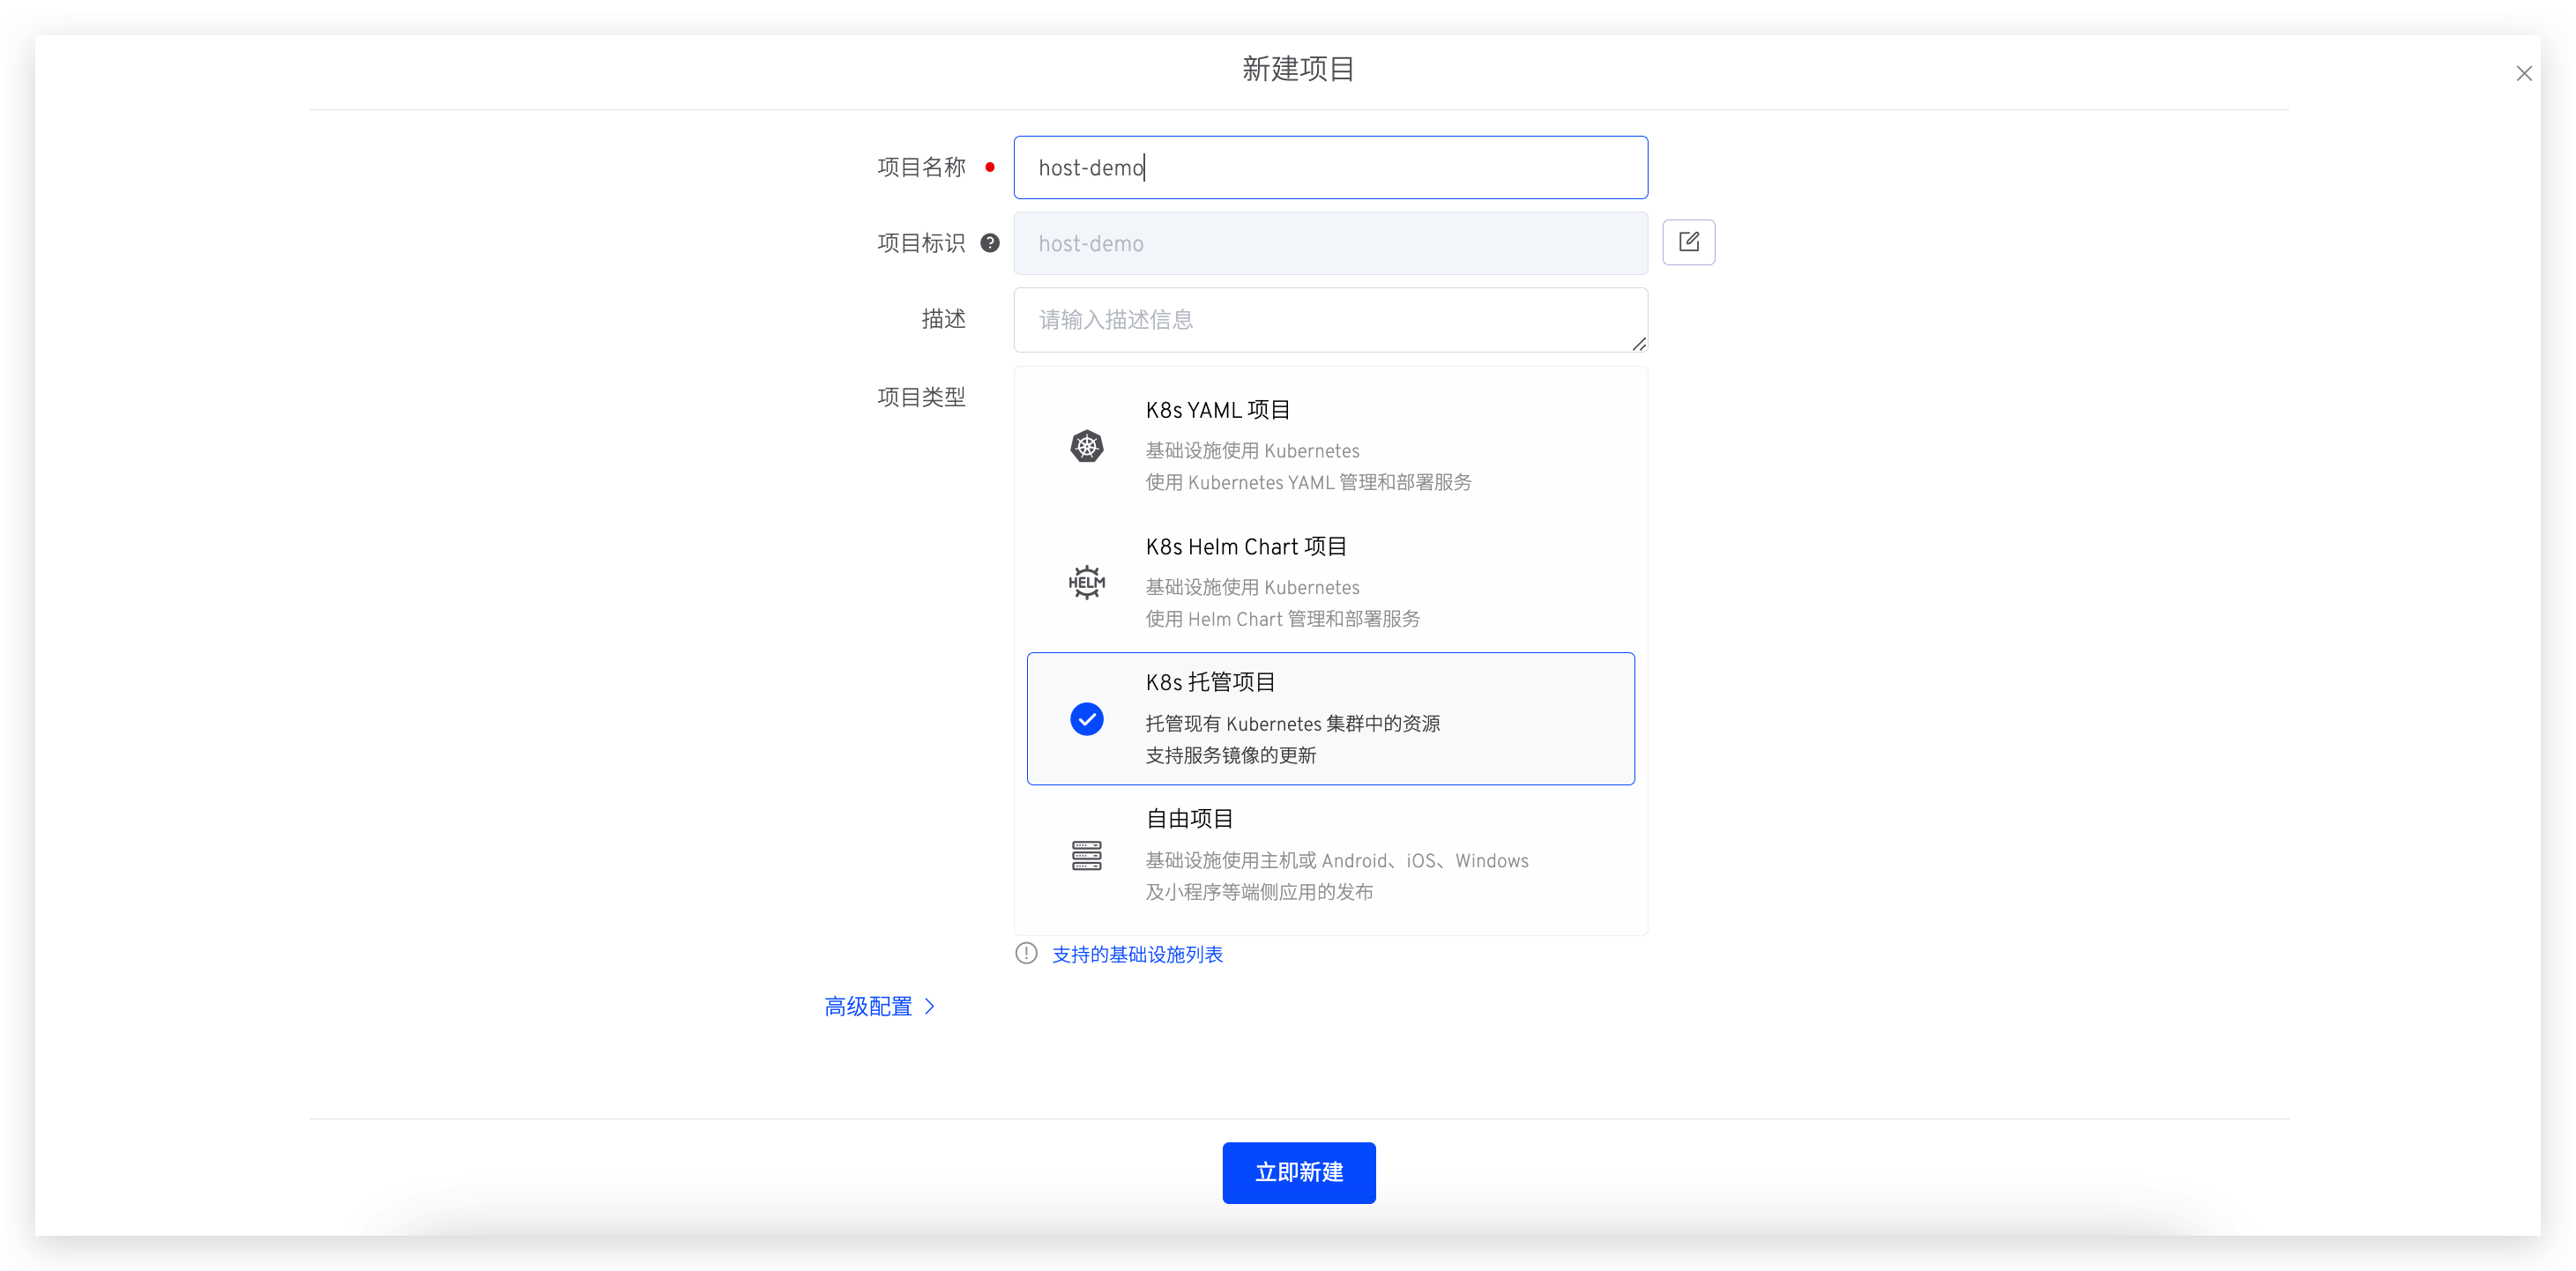 新建项目
项目名称
host-demo
项目标识
host-demo
描述
请输入描述信息
项目类型
K8s YAML 项目
基础设施使用 Kubernetes
使用 Kubernetes YAML 管理和部署服务
K8s Helm Chart 项目
HELM
基础设施使用 Kubernetes
使用 Helm Chart 管理和部署服务
K8s 托管项目
托管现有 Kubernetes 集群中的资源
支持服务镜像的更新
自由项目
基础设施使用主机或 Android、iOS、Windows
及小程序等端侧应用的发布
支持的基础设施列表
高级配置
立即新建